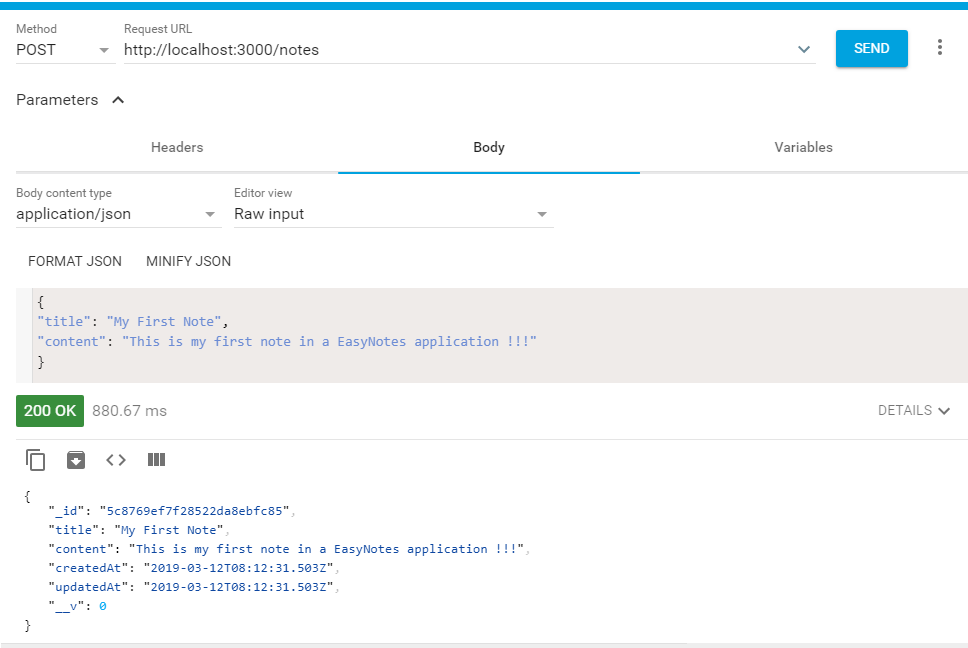 Method Request URL
POST http://localhost:3000/notes SEND
Parameters
Headers Body Variables
Body content type Editor view
application/json Raw input
FORMAT JSON MINIFY JSON
{
"title": "My First Note",
"content": "This is my first note in a EasyNotes application !!!"
}
200 OK 880.67 ms DETAILS
{
"_id": "5c8769ef7f28522da8ebfc85",
"title": "My First Note",
"content": "This is my first note in a EasyNotes application !!!",
"createdAt": "2019-03-12T08:12:31.503Z",
"updatedAt": "2019-03-12T08:12:31.503Z",
"__v": 0
}